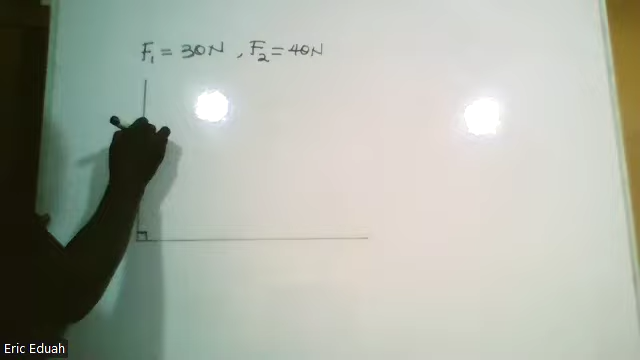 F₁ = 30N , F₂ = 40N
Eric Eduah